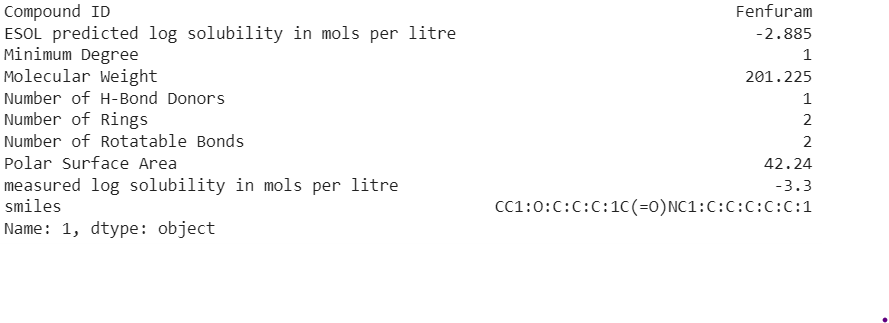 Compound ID Fenfuram
ESOL predicted log solubility in mols per litre -2.885
Minimum Degree 1
Molecular Weight 201.225
Number of H-Bond Donors 1
Number of Rings 2
Number of Rotatable Bonds 2
Polar Surface Area 42.24
measured log solubility in mols per litre -3.3
smiles CC1:O:C:C:C:1C(=O)NC1:C:C:C:C:C:1
Name: 1, dtype: object